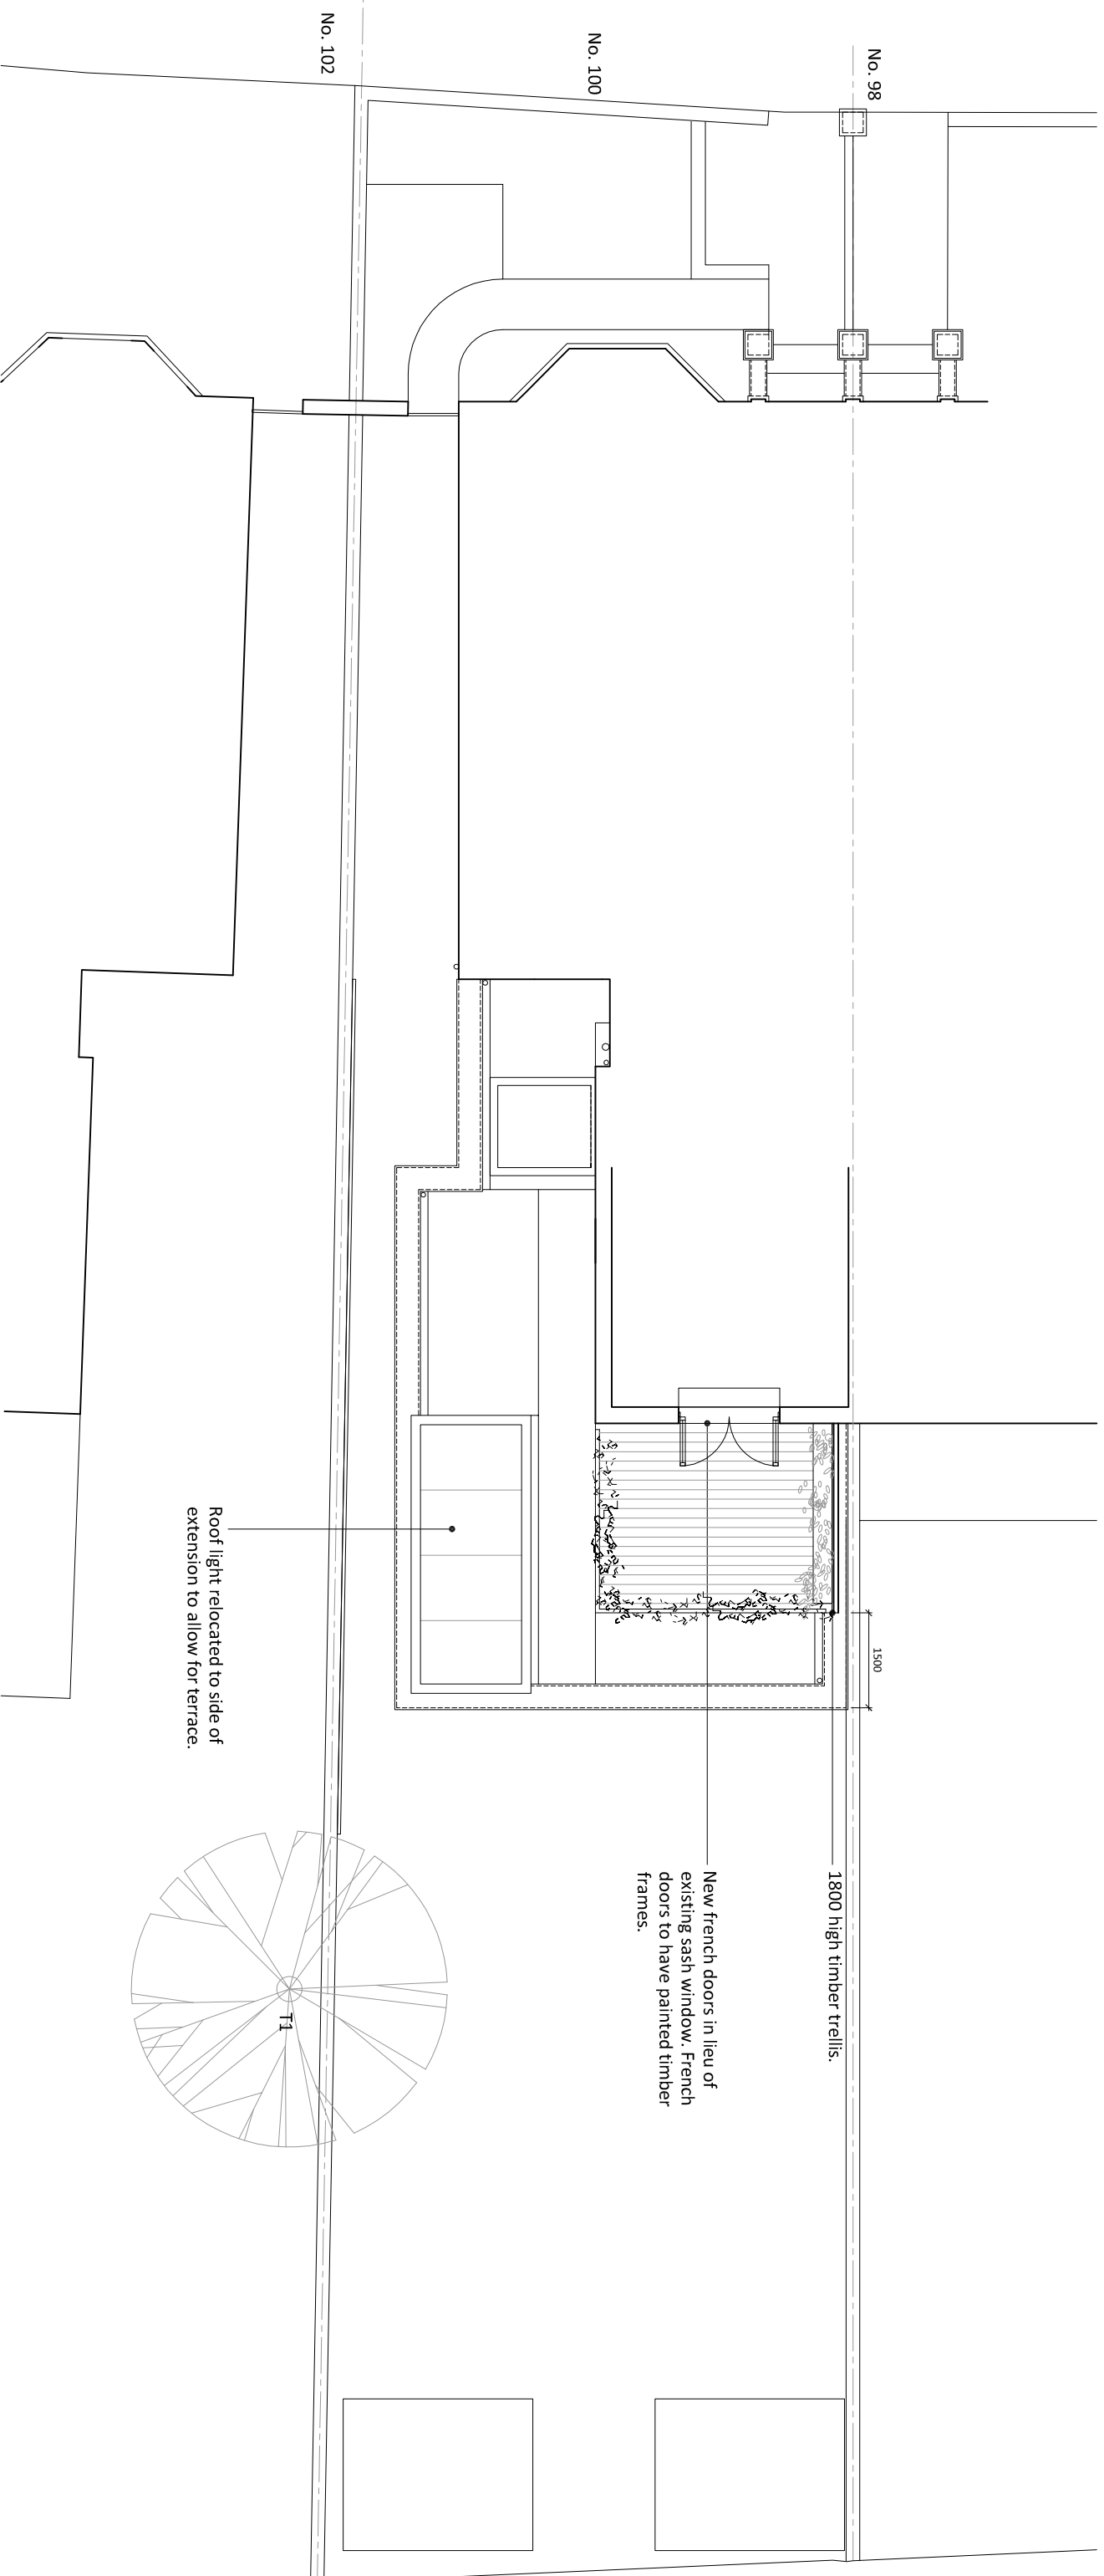 No. 98
No. 100
No. 102
1500
1800 high timber trellis.
New french doors in lieu of
existing sash window. French
doors to have painted timber
frames.
Roof light relocated to side of
extension to allow for terrace.
T1